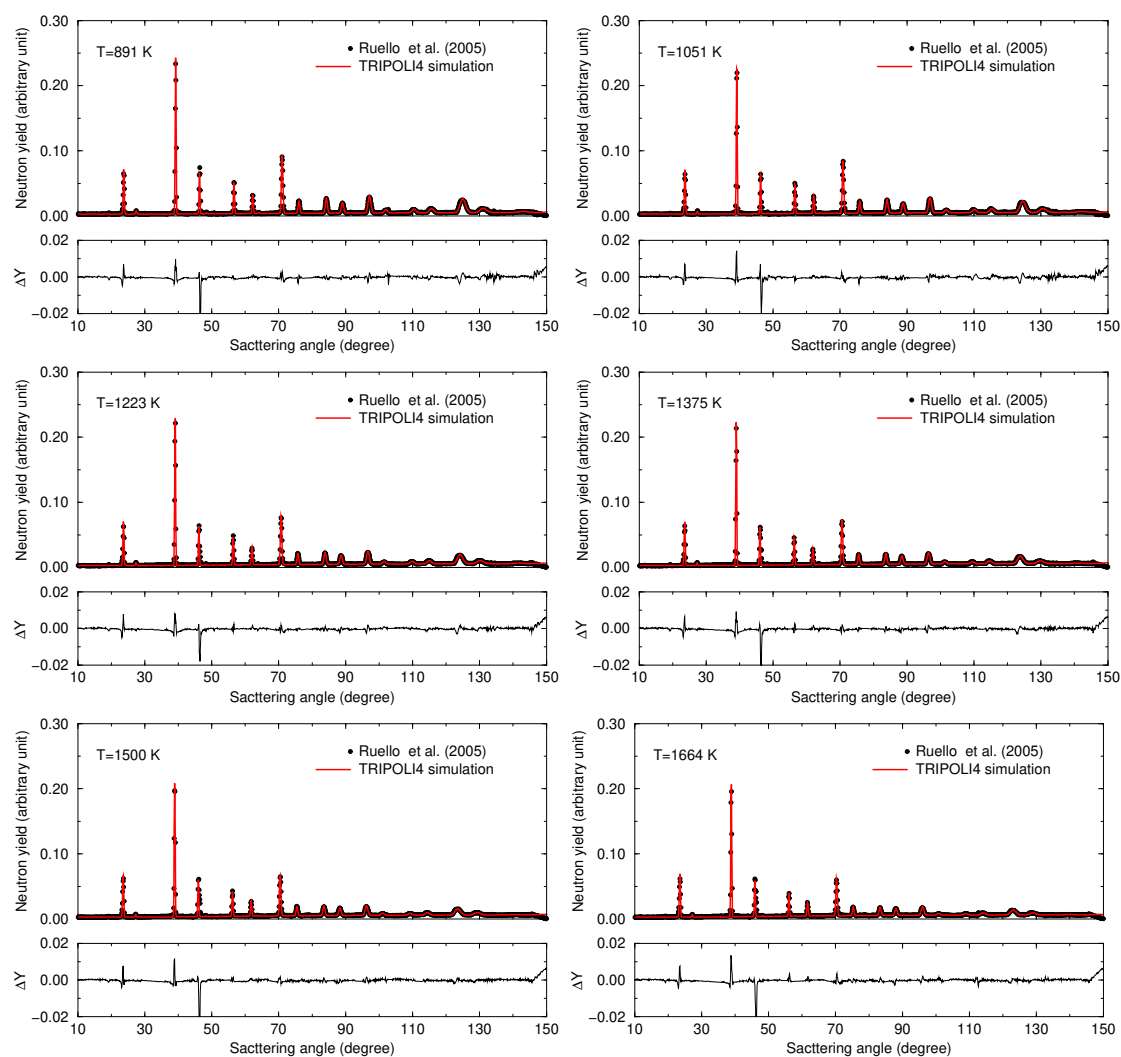 0.30
0.20
0.10
0.00
Neutron yield (arbitrary unit)
T=891 K
Ruello et al. (2005)
TRIPOLI4 simulation
0.02
0.00
−0.02
ΔY
10 30 50 70 90 110 130 150
Sacttering angle (degree)
0.30
0.20
0.10
0.00
Neutron yield (arbitrary unit)
T=1051 K
Ruello et al. (2005)
TRIPOLI4 simulation
0.02
0.00
−0.02
ΔY
10 30 50 70 90 110 130 150
Sacttering angle (degree)
0.30
0.20
0.10
0.00
Neutron yield (arbitrary unit)
T=1223 K
Ruello et al. (2005)
TRIPOLI4 simulation
0.02
0.00
−0.02
ΔY
10 30 50 70 90 110 130 150
Sacttering angle (degree)
0.30
0.20
0.10
0.00
Neutron yield (arbitrary unit)
T=1375 K
Ruello et al. (2005)
TRIPOLI4 simulation
0.02
0.00
−0.02
ΔY
10 30 50 70 90 110 130 150
Sacttering angle (degree)
0.30
0.20
0.10
0.00
Neutron yield (arbitrary unit)
T=1500 K
Ruello et al. (2005)
TRIPOLI4 simulation
0.02
0.00
−0.02
ΔY
10 30 50 70 90 110 130 150
Sacttering angle (degree)
0.30
0.20
0.10
0.00
Neutron yield (arbitrary unit)
T=1664 K
Ruello et al. (2005)
TRIPOLI4 simulation
0.02
0.00
−0.02
ΔY
10 30 50 70 90 110 130 150
Sacttering angle (degree)